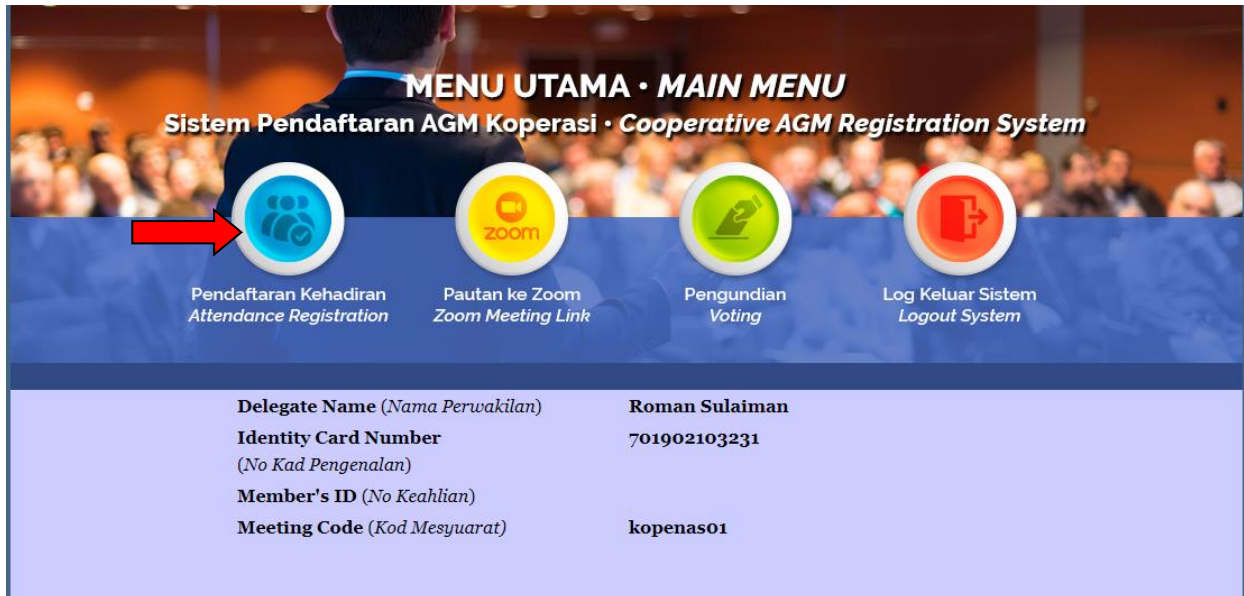 MENU UTAMA • MAIN MENU
Sistem Pendaftaran AGM Koperasi • Cooperative AGM Registration System
zoom
Pendaftaran Kehadiran
Attendance Registration
Pautan ke Zoom
Zoom Meeting Link
Pengundian
Voting
Log Keluar Sistem
Logout System
Delegate Name (Nama Perwakilan) Roman Sulaiman
Identity Card Number 701902103231
(No Kad Pengenalan)
Member's ID (No Keahlian)
Meeting Code (Kod Mesyuarat) kopenas01